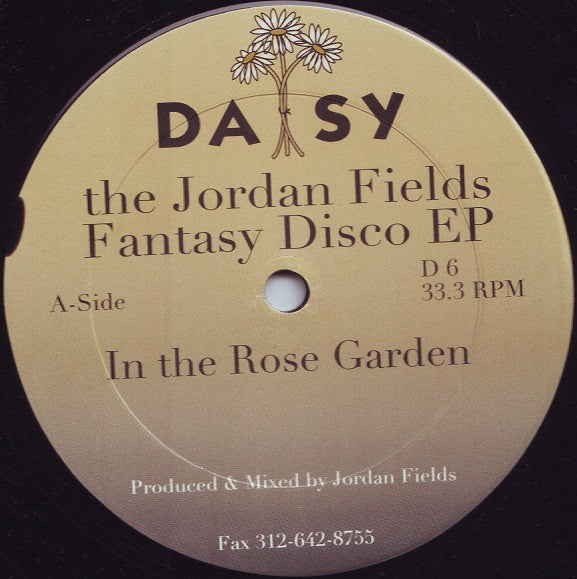 DAISY
the Jordan Fields
Fantasy Disco EP
A-Side
D 6
33.3 RPM
In the Rose Garden
Produced & Mixed by Jordan Fields
Fax 312-642-8755